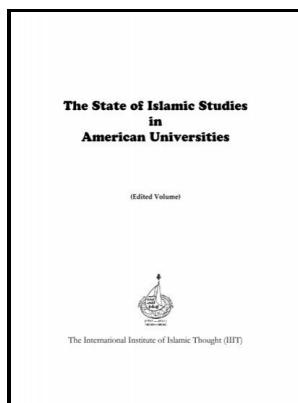 The State of Islamic Studies
in
American Universities
(Edited Volume)
The International Institute of Islamic Thought (IIIT)